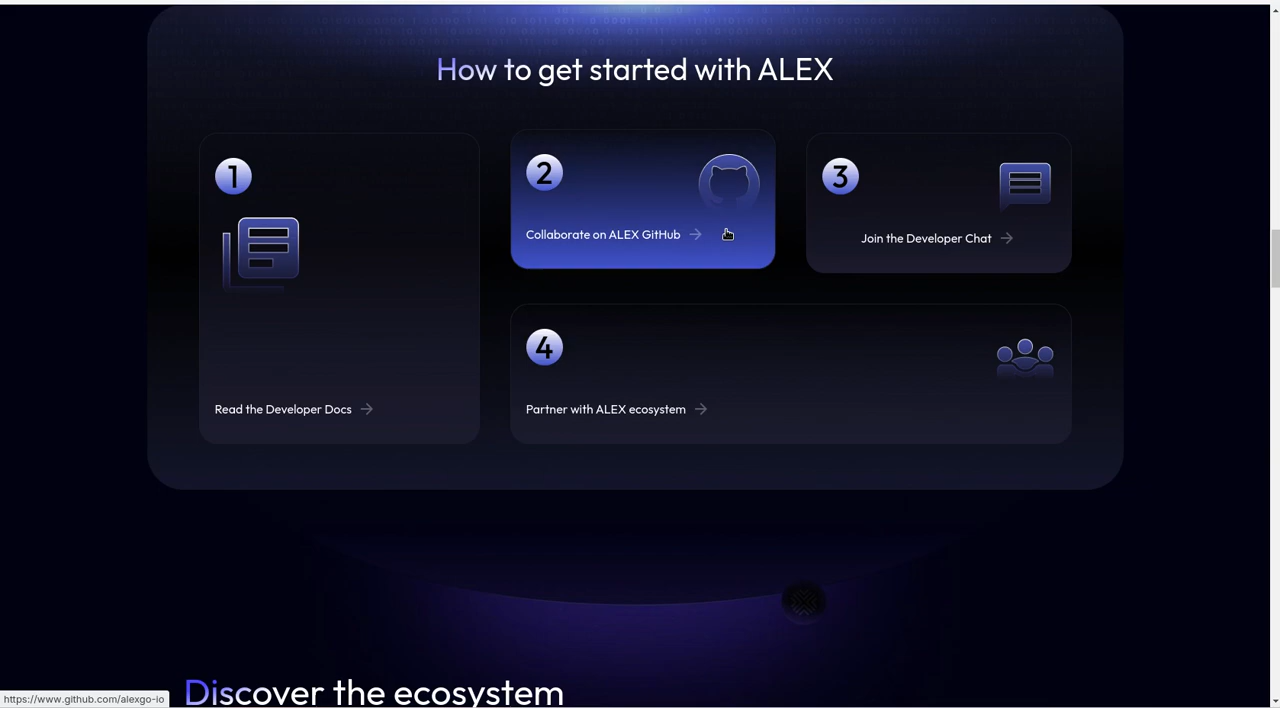 How to get started with ALEX
1
2
3
Collaborate on ALEX GitHub
Join the Developer Chat
4
Read the Developer Docs
Partner with ALEX ecosystem
Discover the ecosystem
https://www.github.com/alexgo-io